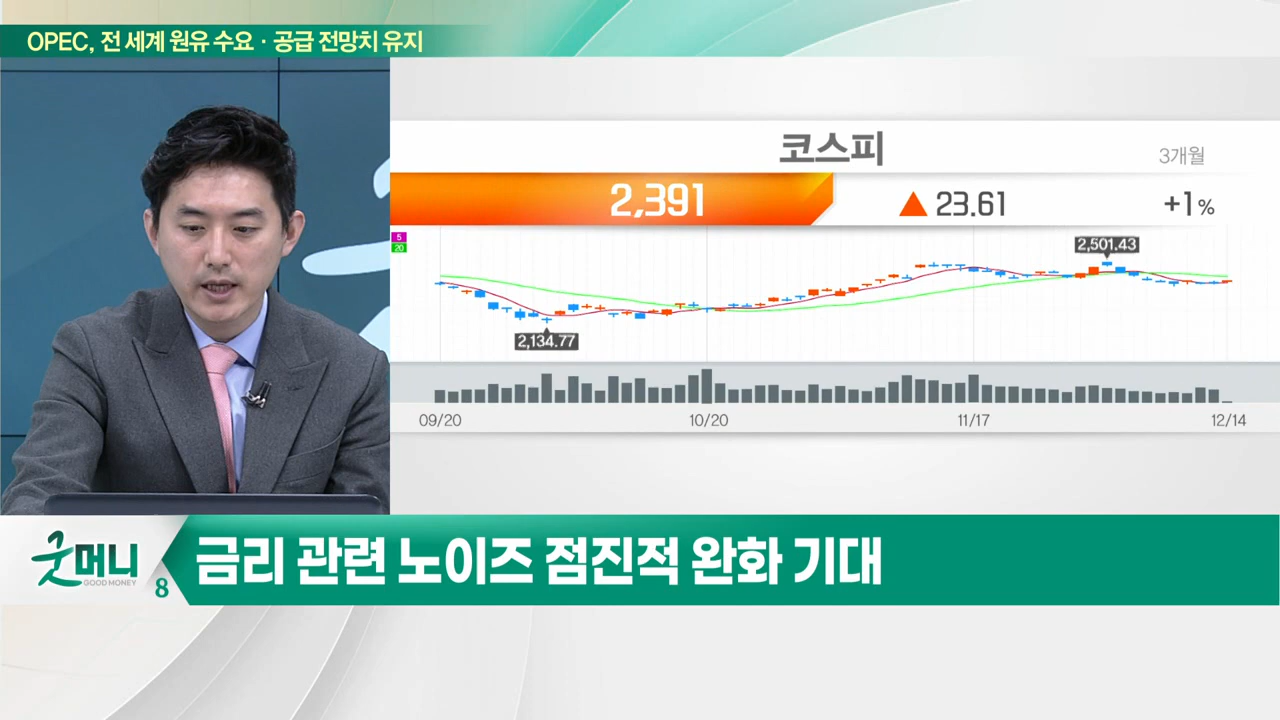 OPEC, 전 세계 원유 수요 · 공급 전망치 유지
코스피
3개월
2,391 ▲ 23.61 +1%
5
20
2,501.43
2,134.77
09/20 10/20 11/17 12/14
굿머니
GOOD MONEY
8
금리 관련 노이즈 점진적 완화 기대